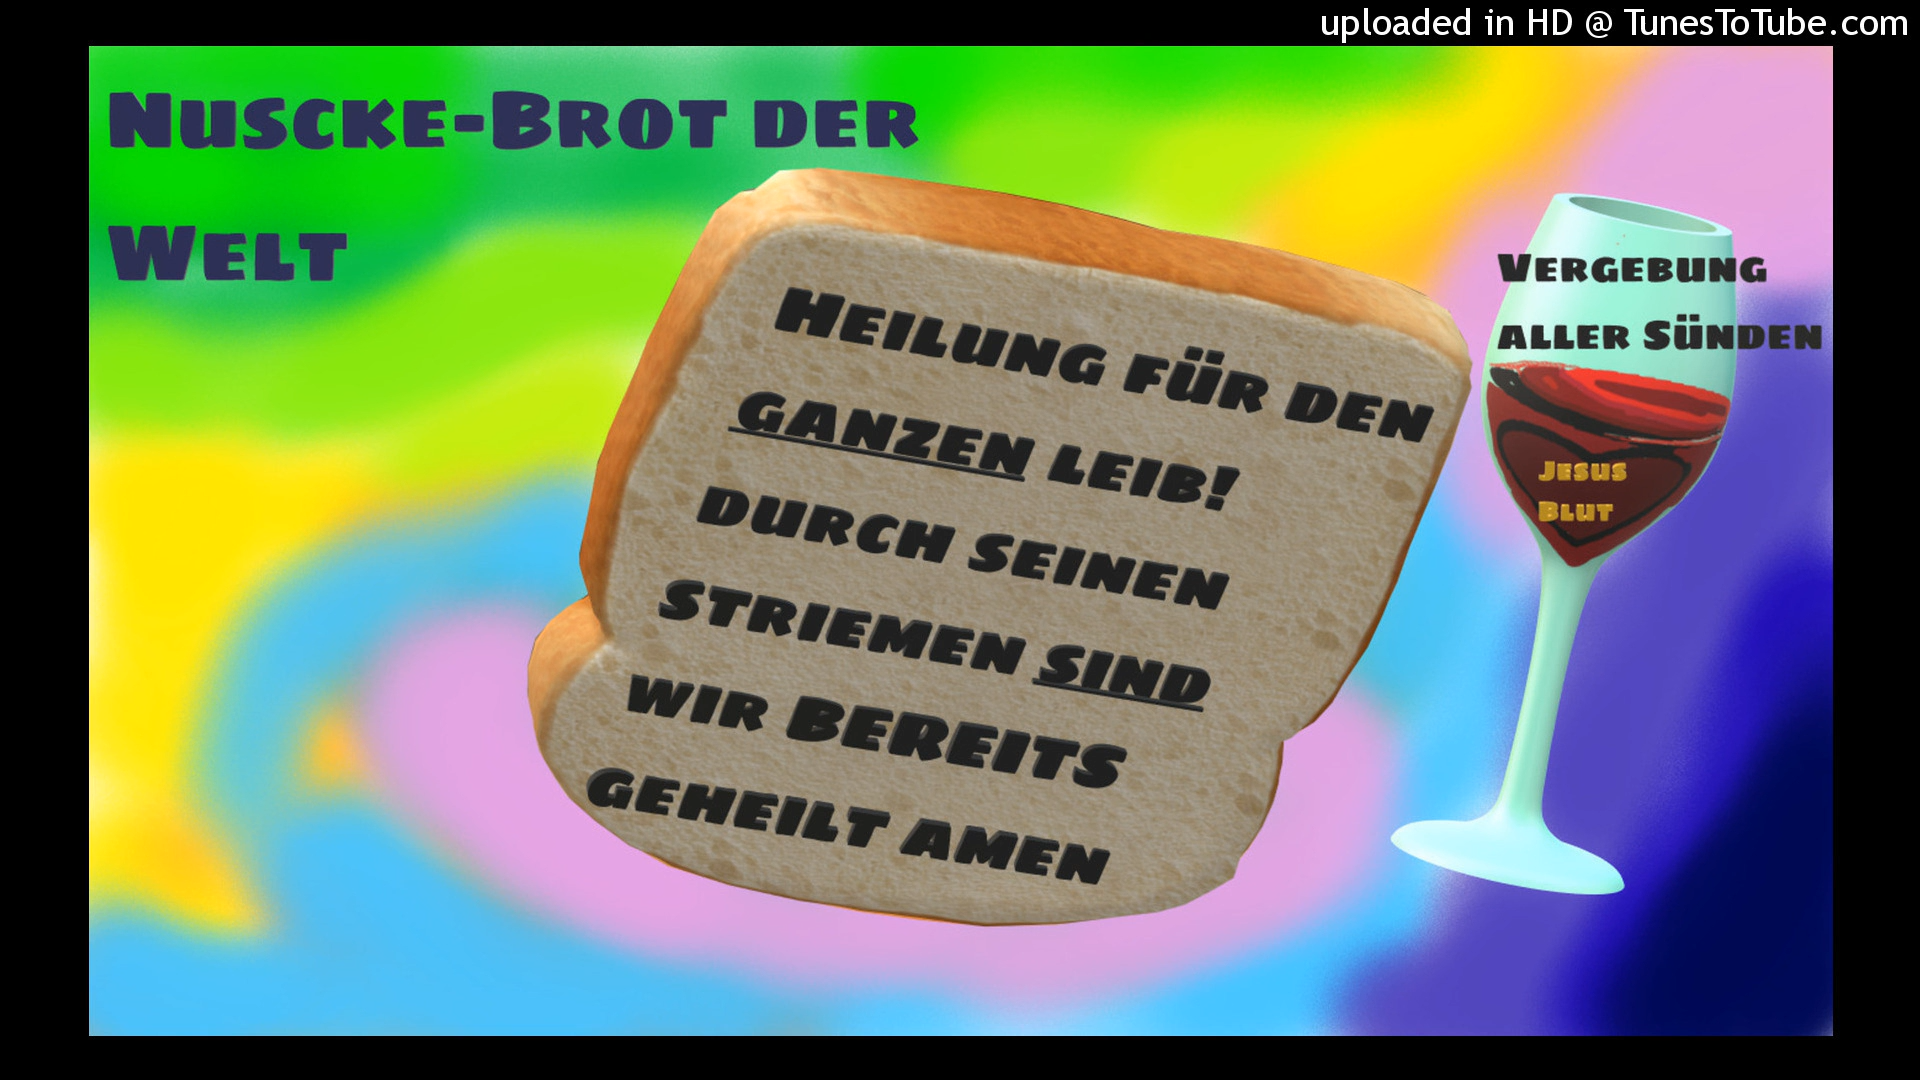 uploaded in HD @ TunesToTube.com
Nuscke-Brot der
Welt
Heilung für den
ganzen Leib!
durch seinen
Striemen sind
wir BEREITS
geheilt Amen
Vergebung
aller Sünden
Jesus
Blut